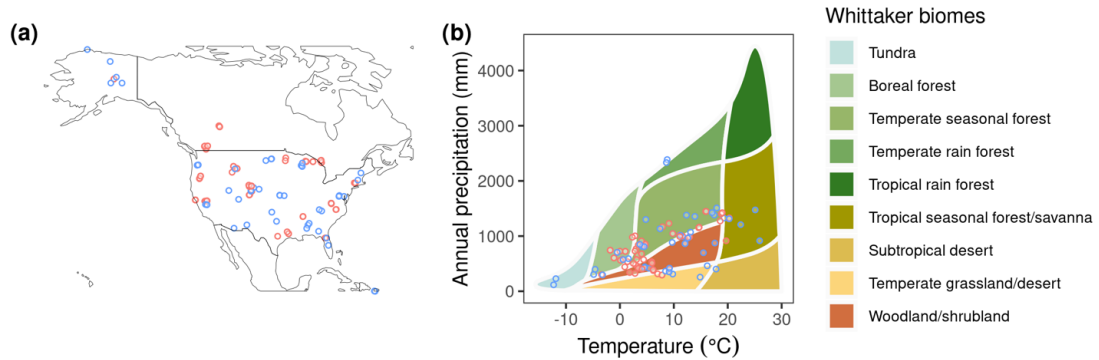 (a)
(b)
Annual precipitation (mm)
4000
3000
2000
1000
0
-10
0
10
20
30
Temperature (°C)
Whittaker biomes
Tundra
Boreal forest
Temperate seasonal forest
Temperate rain forest
Tropical rain forest
Tropical seasonal forest/savanna
Subtropical desert
Temperate grassland/desert
Woodland/shrubland